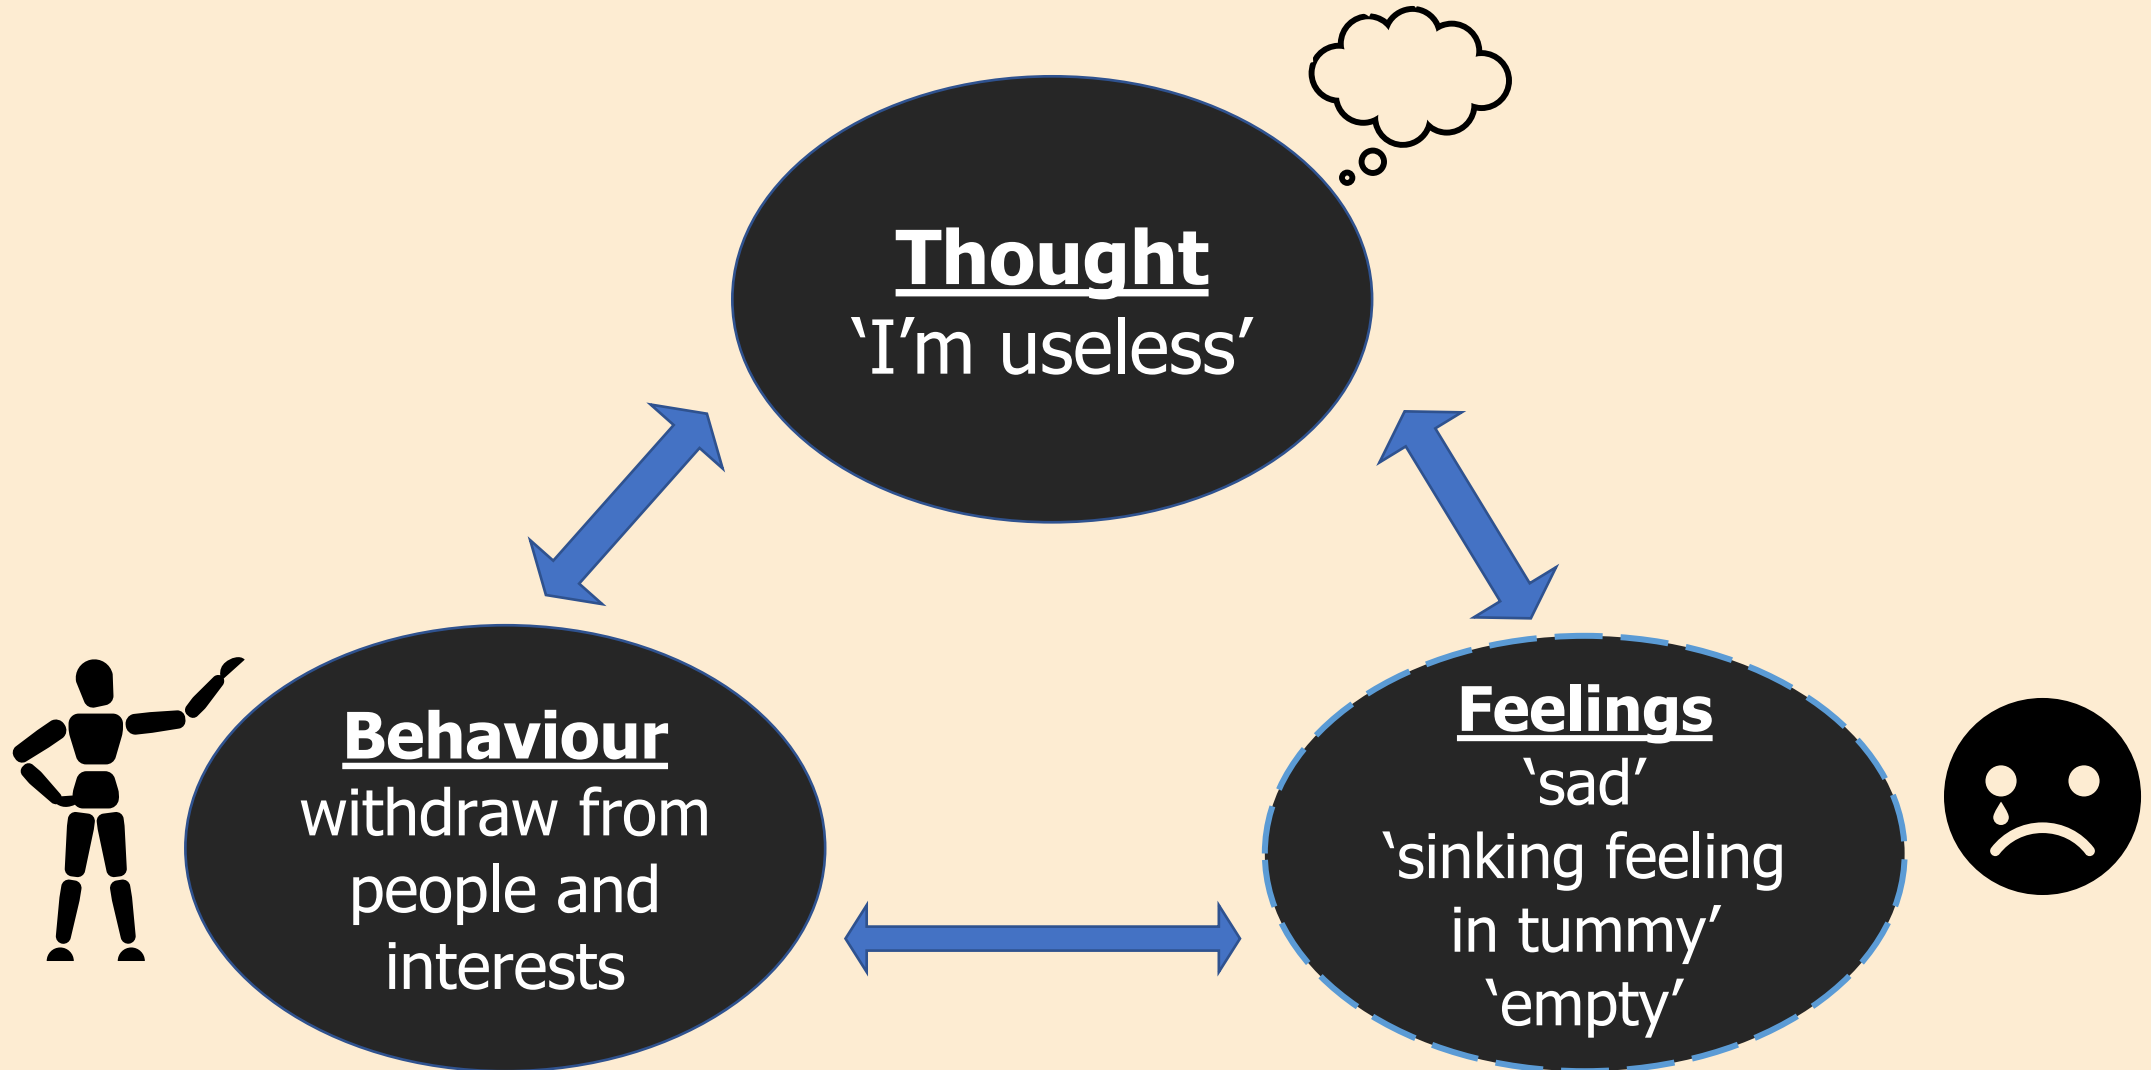 Thought
‘I’m useless’
Behaviour
withdraw from
people and
interests
Feelings
‘sad’
‘sinking feeling
in tummy’
‘empty’